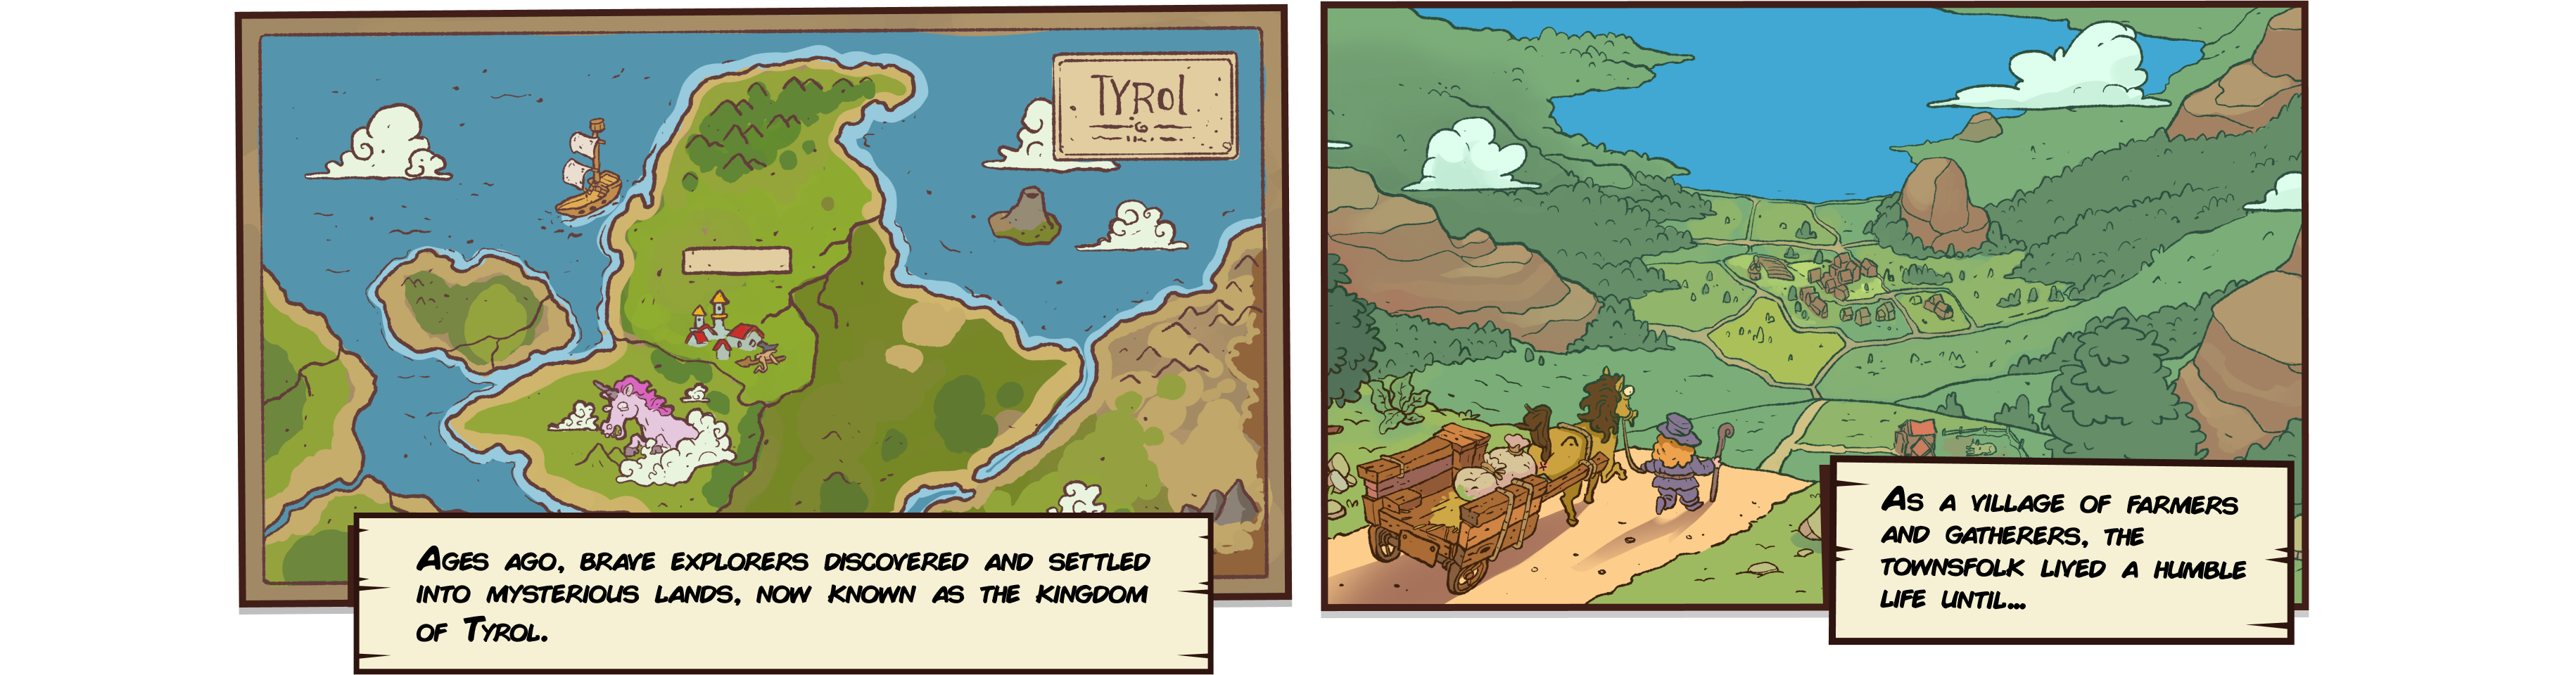 Tyrol
Ages ago, brave explorers discovered and settled
into mysterious lands, now known as the kingdom
of Tyrol.
As a village of farmers
and gatherers, the
townsfolk lived a humble
life until...